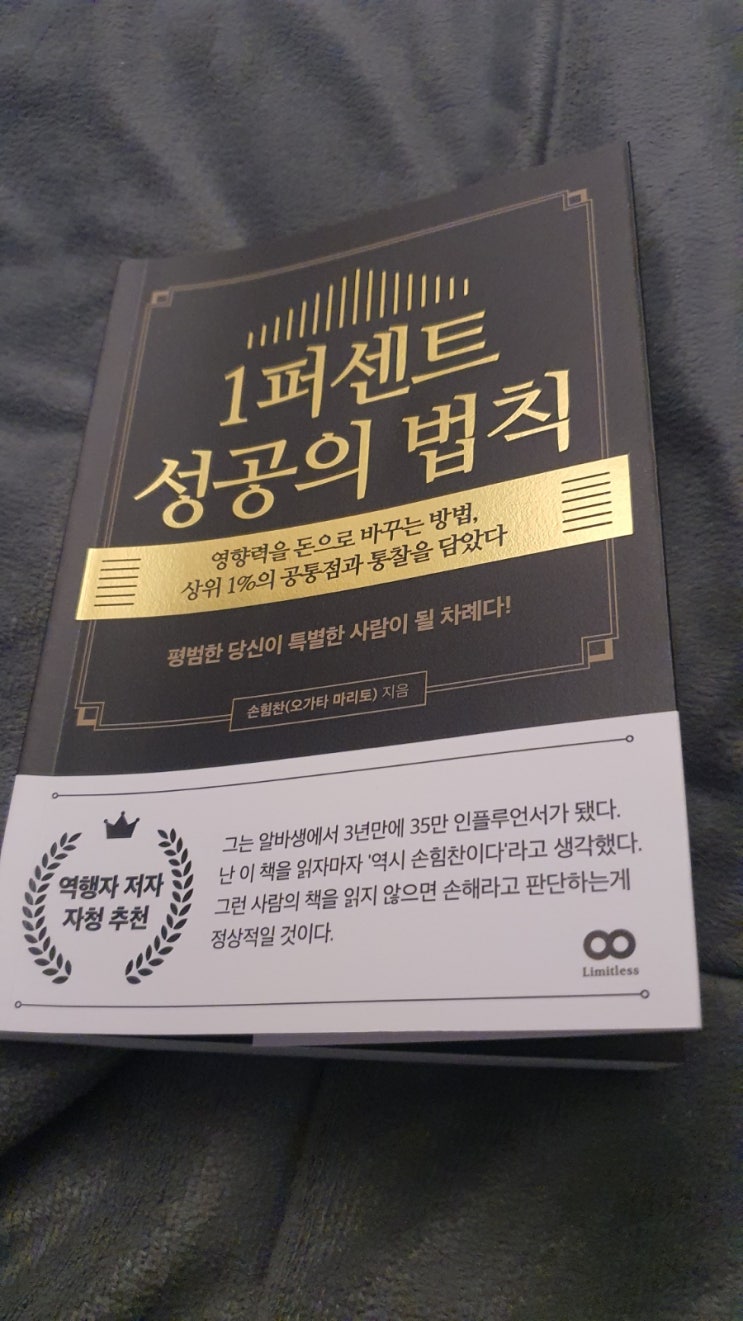 1퍼센트
성공의 법칙
영향력을 돈으로 바꾸는 방법,
상위 1%의 공통점과 통찰을 담았다
평범한 당신이 특별한 사람이 될 차례다!
손힘찬(오가타 마리토) 지음
역행자 저자
자청 추천
그는 알바생에서 3년만에 35만 인플루언서가 됐다.
난 이 책을 읽자마자 '역시 손힘찬이다'라고 생각했다.
그런 사람의 책을 읽지 않으면 손해라고 판단하는게
정상적일 것이다.
Limitless